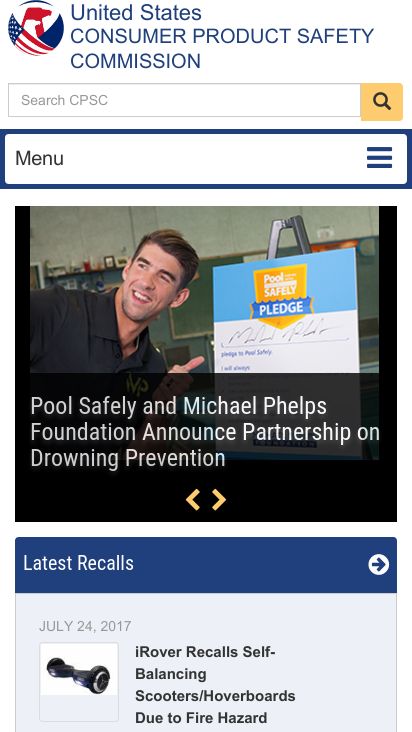 United States
CONSUMER PRODUCT SAFETY
COMMISSION
Search CPSC
Menu
Pool
SAFELY
PLEDGE
pledge to Pool Safely.
I will always
Pool Safely and Michael Phelps
Foundation Announce Partnership on
Drowning Prevention
FOUNDATION
Latest Recalls
JULY 24, 2017
iRover Recalls Self-
Balancing
Scooters/Hoverboards
Due to Fire Hazard